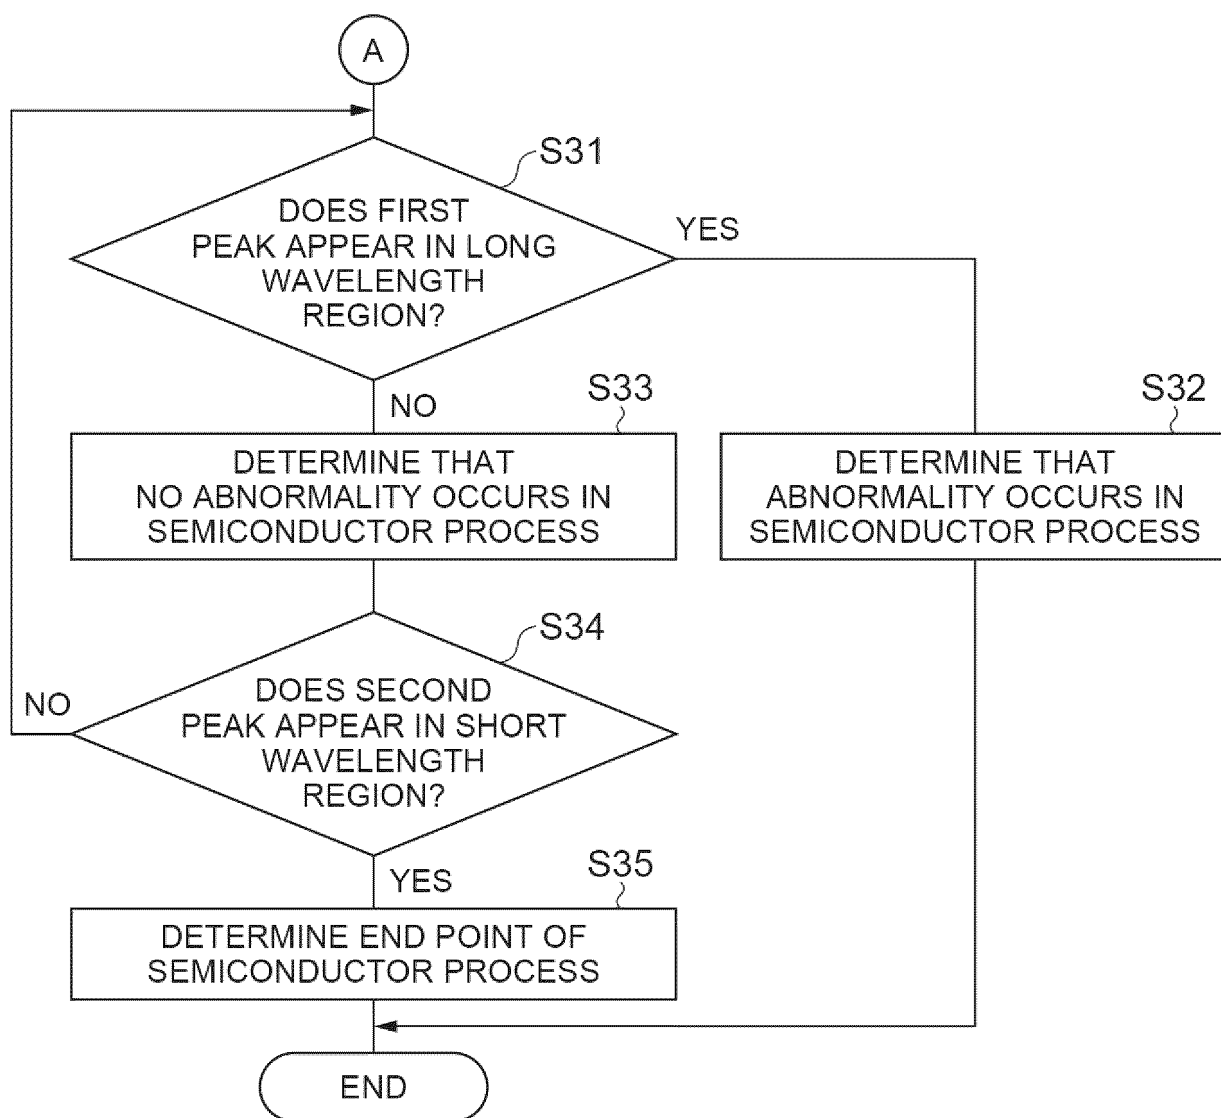 A
S31
DOES FIRST
PEAK APPEAR IN LONG
WAVELENGTH
REGION?
YES
NO
S33
DETERMINE THAT
NO ABNORMALITY OCCURS IN
SEMICONDUCTOR PROCESS
S32
DETERMINE THAT
ABNORMALITY OCCURS IN
SEMICONDUCTOR PROCESS
S34
DOES SECOND
PEAK APPEAR IN SHORT
WAVELENGTH
REGION?
NO
YES
S35
DETERMINE END POINT OF
SEMICONDUCTOR PROCESS
END